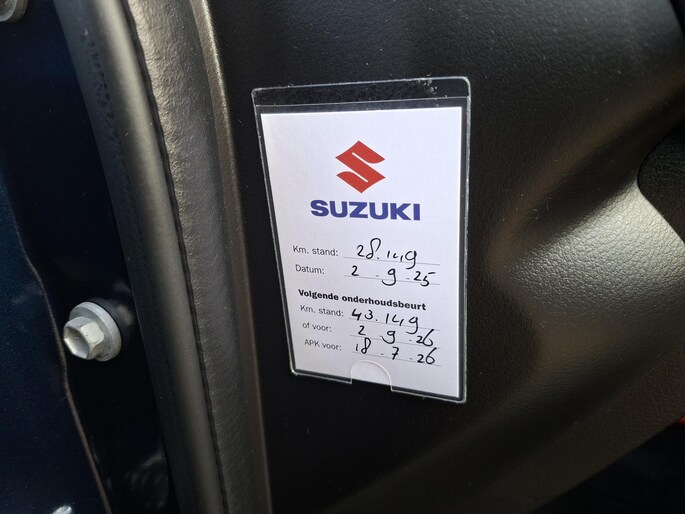 SUZUKI
Km. stand: 28.149
Datum: 2 - 9 - 25
Volgende onderhoudsbeurt
Km. stand: 43.149
of voor: 2 - 9 - 26
APK voor: 18 - 7 - 26